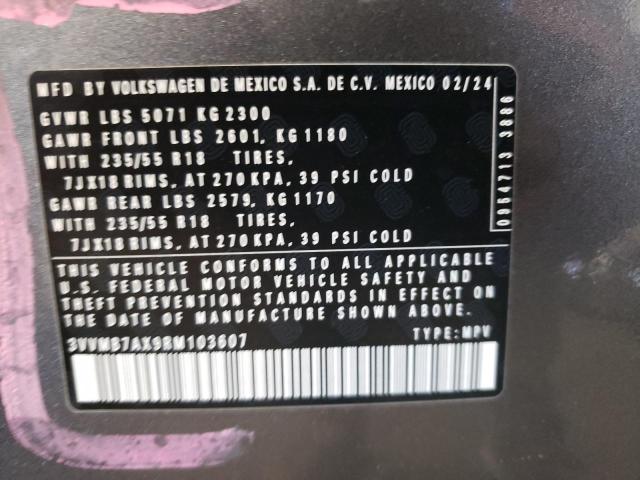 MFD BY VOLKSWAGEN DE MEXICO S.A. DE C.V. MEXICO 02/24
GVWR LBS 5071 KG 2300
GAWR FRONT LBS 2601, KG 1180
WITH 235/55 R18 TIRES,
7JX18 RIMS, AT 270 KPA, 39 PSI COLD
GAWR REAR LBS 2579, KG 1170
WITH 235/55 R18 TIRES,
7JX18 RIMS, AT 270 KPA, 39 PSI COLD
THIS VEHICLE CONFORMS TO ALL APPLICABLE
U.S. FEDERAL MOTOR VEHICLE SAFETY AND
THEFT PREVENTION STANDARDS IN EFFECT ON
THE DATE OF MANUFACTURE SHOWN ABOVE.
3VVMB7AX9RM103607 TYPE: MPV
0954713 3886